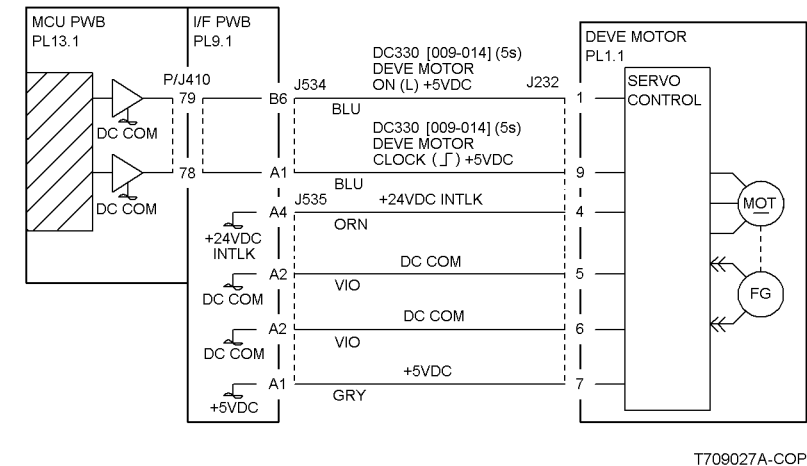 MCU PWB
PL13.1
I/F PWB
PL9.1
DEVE MOTOR
PL1.1
P/J410
J534
DC330 [009-014] (5s)
DEVE MOTOR
ON (L) +5VDC
J232
SERVO
CONTROL
79
B6
1
DC COM
BLU
DC330 [009-014] (5s)
DEVE MOTOR
CLOCK ( ) +5VDC
78
A1
9
DC COM
BLU
J535
+24VDC INTLK
A4
4
MOT
+24VDC
INTLK
ORN
DC COM
A2
5
DC COM
VIO
FG
DC COM
A2
6
DC COM
VIO
+5VDC
A1
7
+5VDC
GRY
T709027A-COP